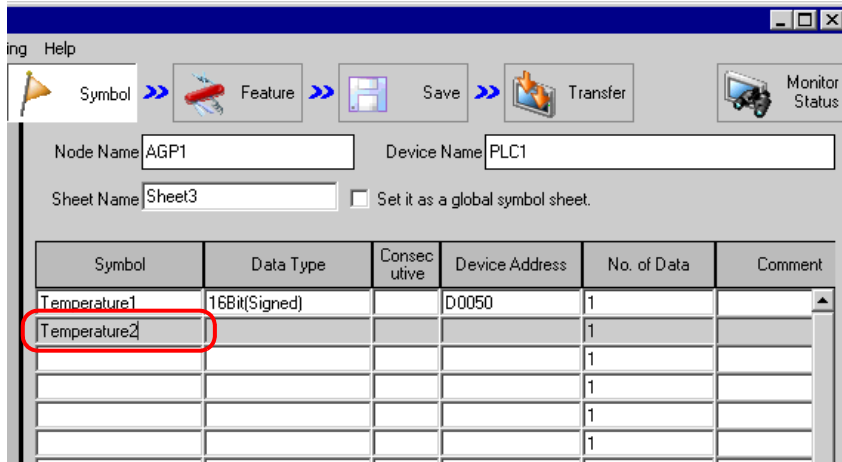 ing Help
Symbol Feature Save Transfer Monitor Status
Node Name AGP1 Device Name PLC1
Sheet Name Sheet3 Set it as a global symbol sheet.
Symbol Data Type Consecutive Device Address No. of Data Comment
Temperature1 16Bit(Signed) D0050 1
Temperature2 1
1
1
1
1